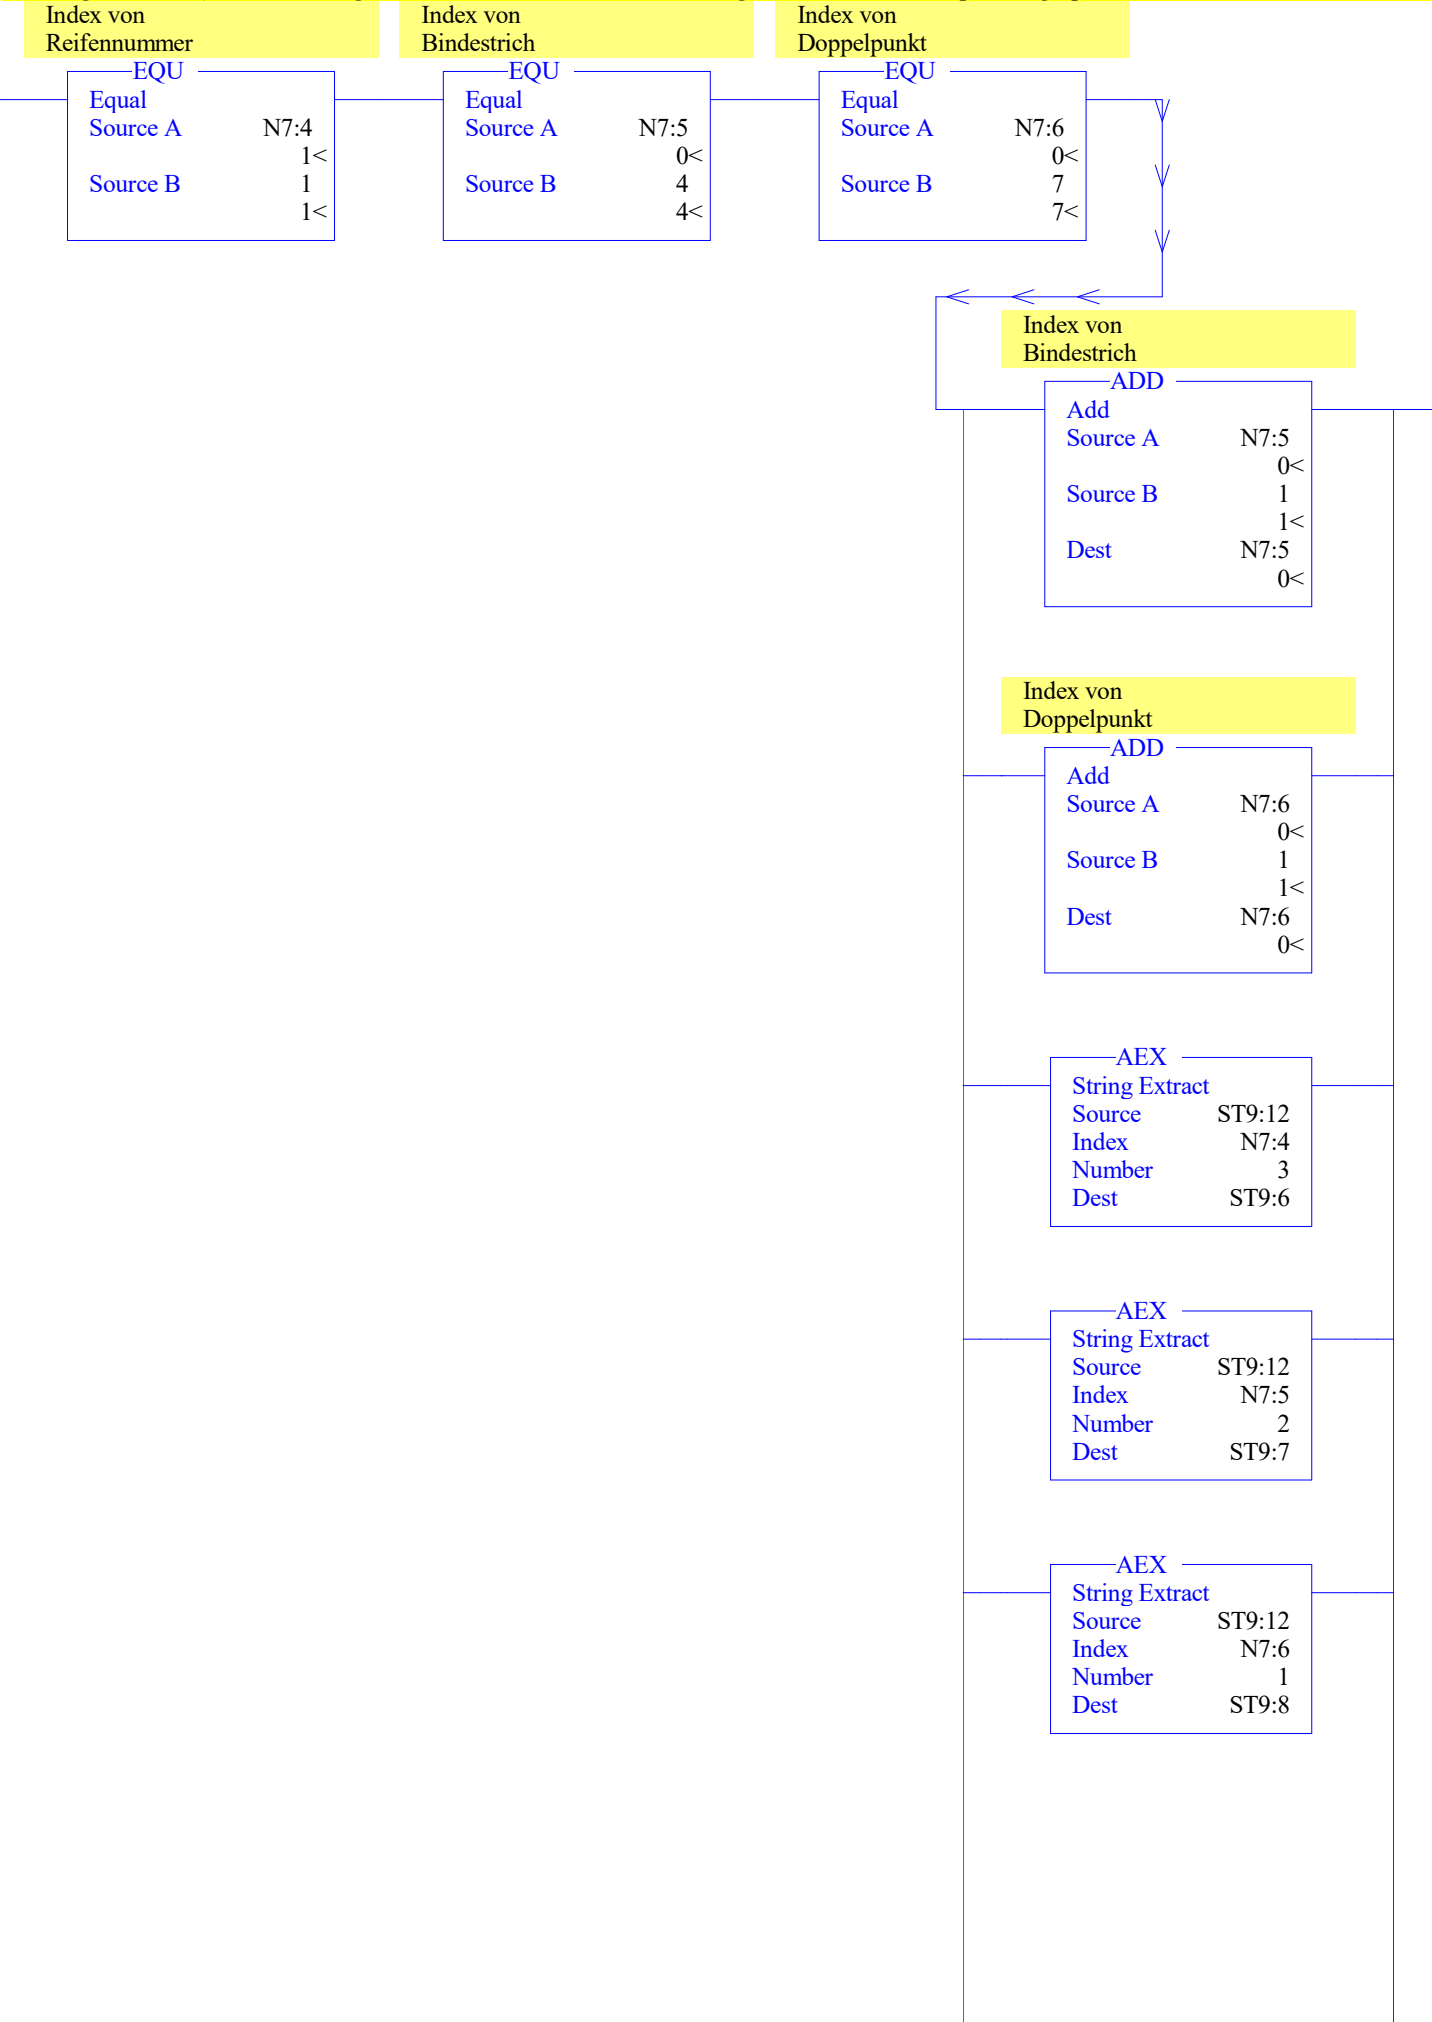 Index von
Reifennummer
Index von
Bindestrich
Index von
Doppelpunkt
EQU
Equal
Source A N7:4
1<
Source B 1
1<
EQU
Equal
Source A N7:5
0<
Source B 4
4<
EQU
Equal
Source A N7:6
0<
Source B 7
7<
Index von
Bindestrich
ADD
Add
Source A N7:5
0<
Source B 1
1<
Dest N7:5
0<
Index von
Doppelpunkt
ADD
Add
Source A N7:6
0<
Source B 1
1<
Dest N7:6
0<
AEX
String Extract
Source ST9:12
Index N7:4
Number 3
Dest ST9:6
AEX
String Extract
Source ST9:12
Index N7:5
Number 2
Dest ST9:7
AEX
String Extract
Source ST9:12
Index N7:6
Number 1
Dest ST9:8